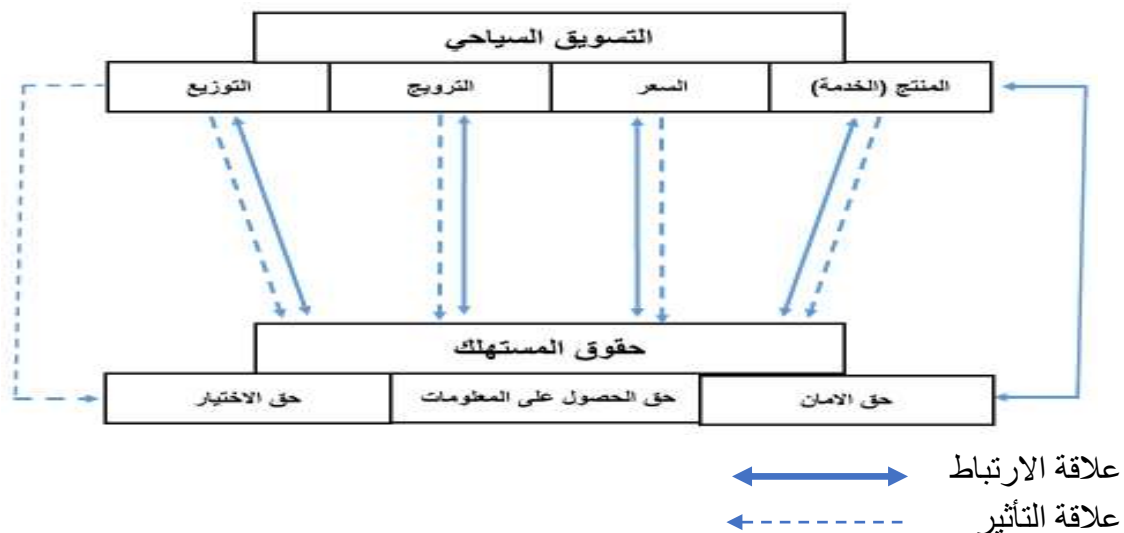 التسويق السياحي
المنتج (الخدمة) السعر الترويج التوزيع
حقوق المستهلك
حق الامان حق الحصول على المعلومات حق الاختيار
علاقة الارتباط
علاقة التأثير